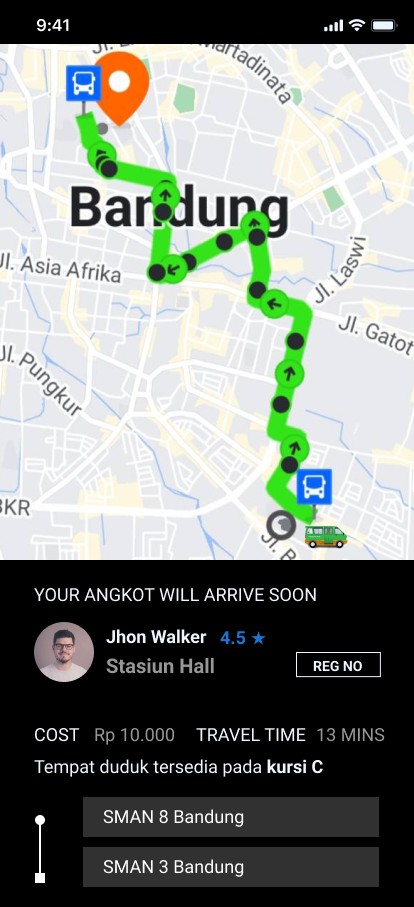 9:41
Martadinata
Bandung
Jl. Asia Afrika
Jl. Laswi
Jl. Gatot
Jl. Pungkur
BKR
Jl. B
YOUR ANGKOT WILL ARRIVE SOON
Jhon Walker 4.5 ★
Stasiun Hall
REG NO
COST Rp 10.000 TRAVEL TIME 13 MINS
Tempat duduk tersedia pada kursi C
SMAN 8 Bandung
SMAN 3 Bandung